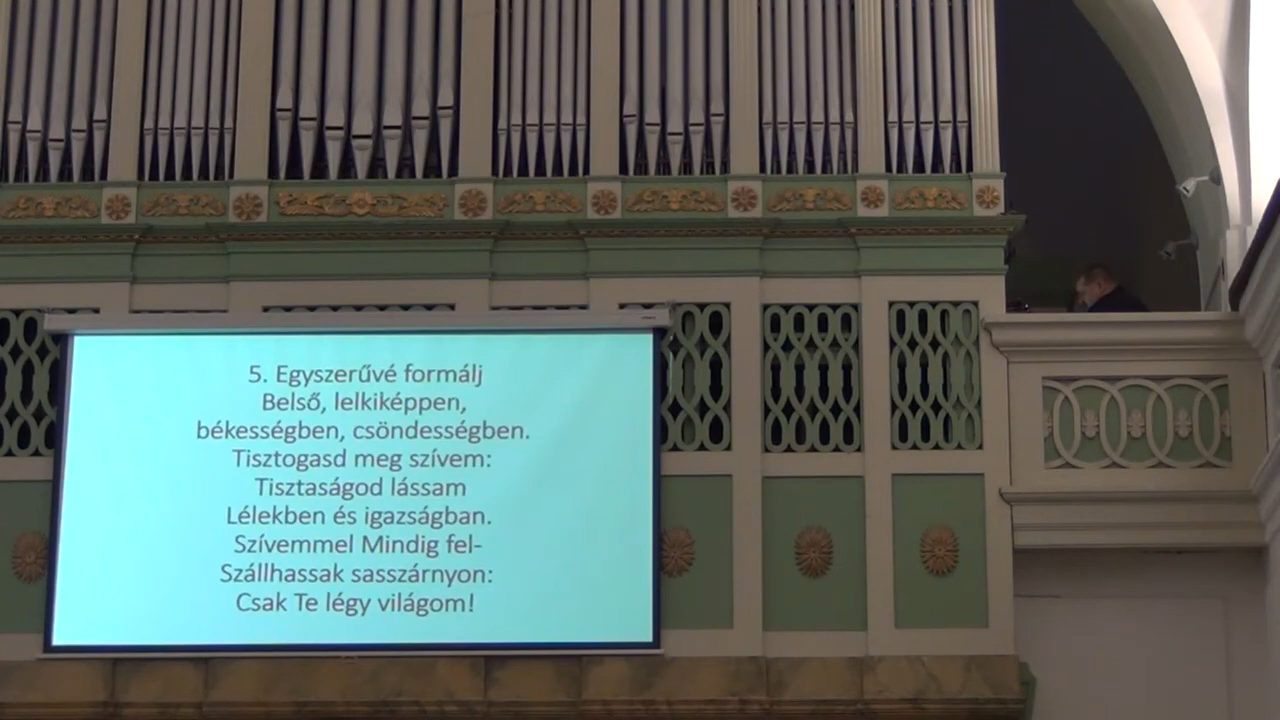 5. Egyszerűvé formálj
Belső, lelkiképpen,
békességben, csöndességben.
Tisztogasd meg szívem:
Tisztaságod lássam
Lélekben és igazságban.
Szívemmel Mindig fel-
Szállhassak sasszárnyon:
Csak Te légy világom!